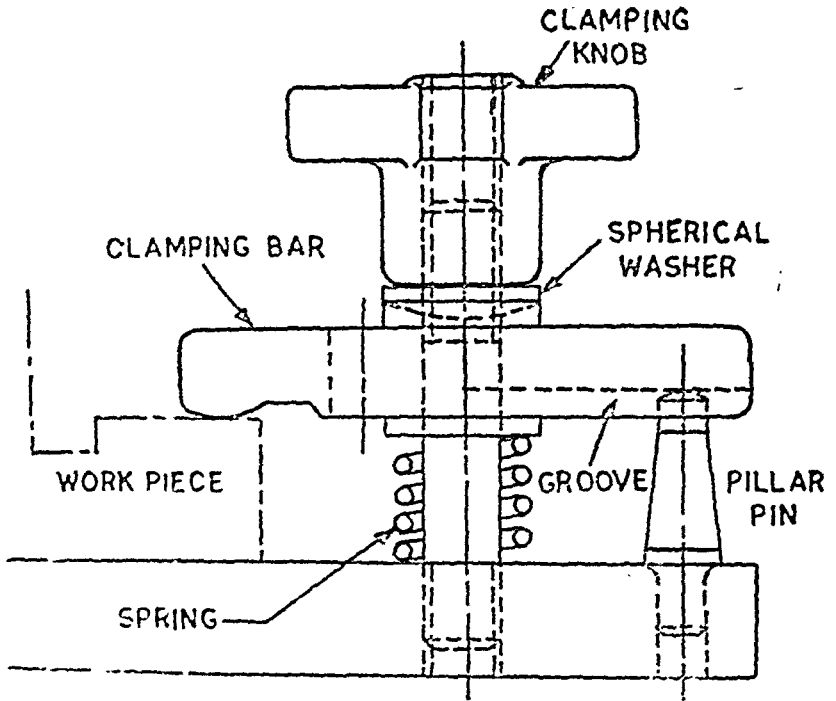 CLAMPING
KNOB
CLAMPING BAR
SPHERICAL
WASHER
WORK PIECE
GROOVE
PILLAR
PIN
SPRING